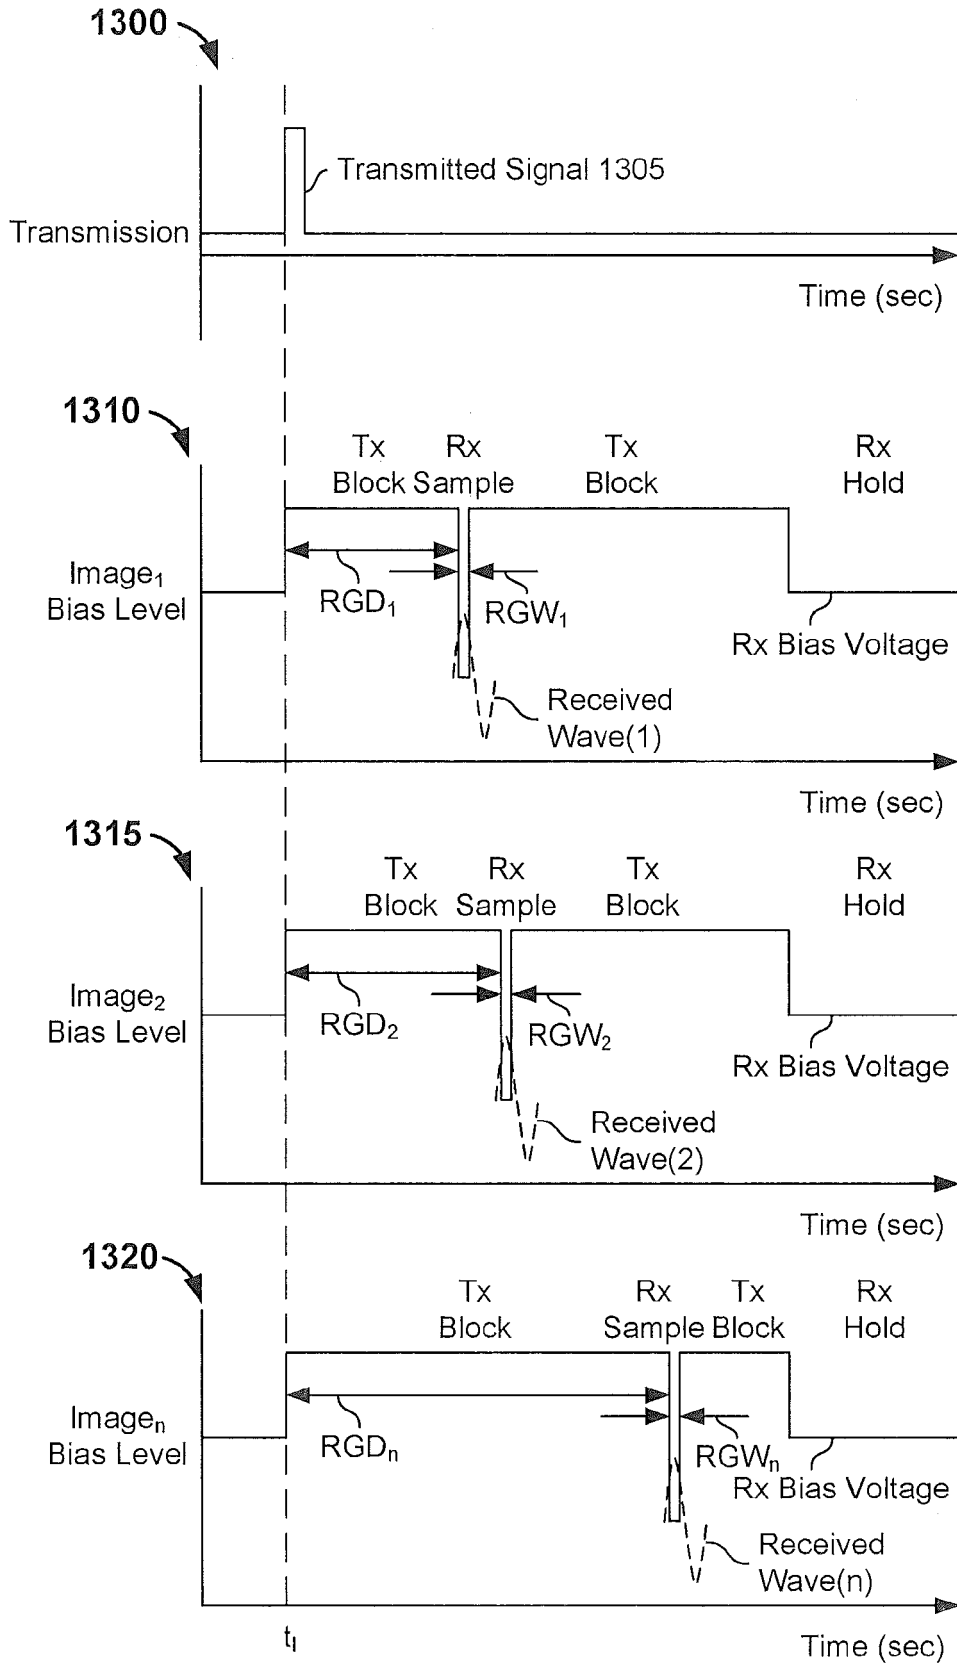 1300
Transmitted Signal 1305
Transmission
Time (sec)
1310
Tx Block
Rx Sample
Tx Block
Rx Hold
Image₁ Bias Level
RGD₁
RGW₁
Rx Bias Voltage
Received Wave(1)
Time (sec)
1315
Tx Block
Rx Sample
Tx Block
Rx Hold
Image₂ Bias Level
RGD₂
RGW₂
Rx Bias Voltage
Received Wave(2)
Time (sec)
1320
Tx Block
Rx Sample
Tx Block
Rx Hold
Imageₙ Bias Level
RGDₙ
RGWₙ
Rx Bias Voltage
Received Wave(n)
t_I
Time (sec)